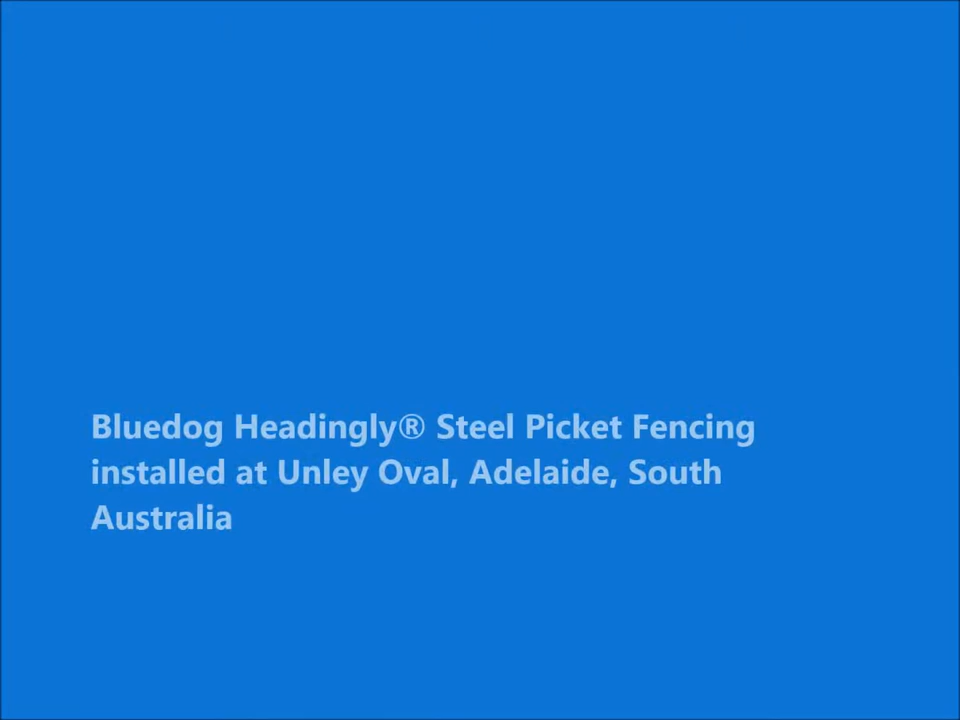 Bluedog Headingly® Steel Picket Fencing
installed at Unley Oval, Adelaide, South
Australia